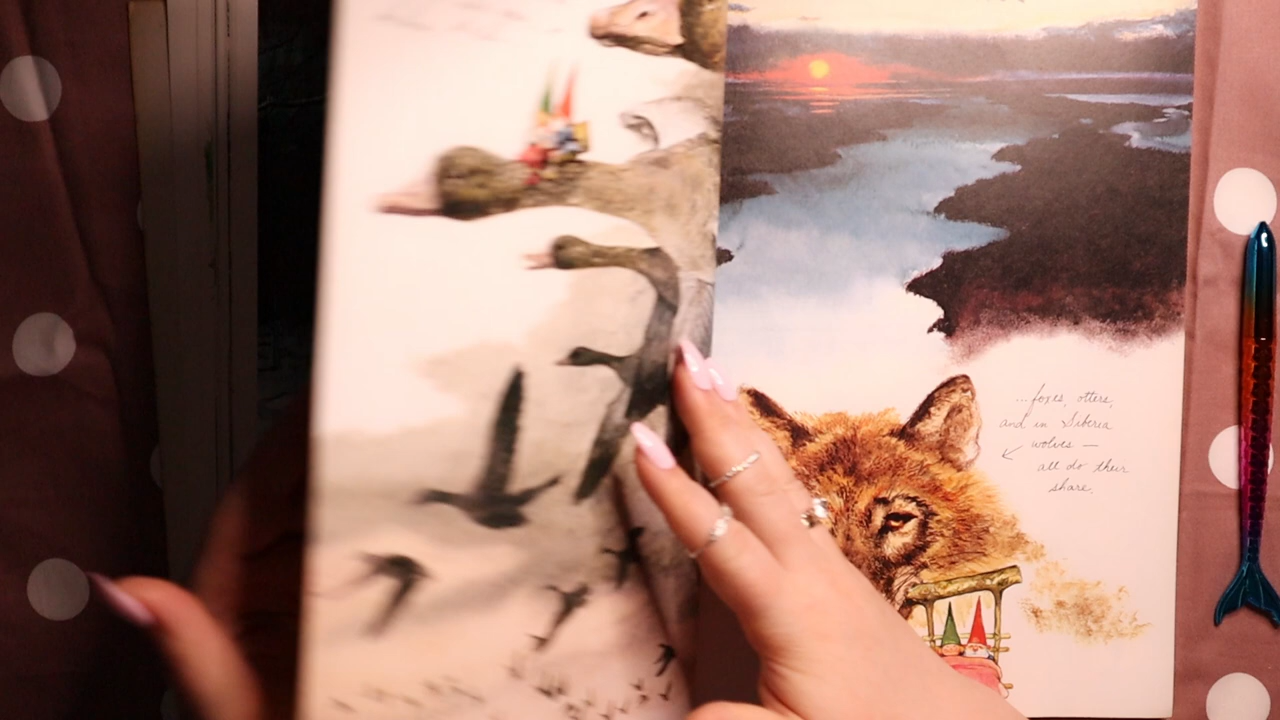 ...foxes, otters,
and in Siberia
wolves —
all do their
share.